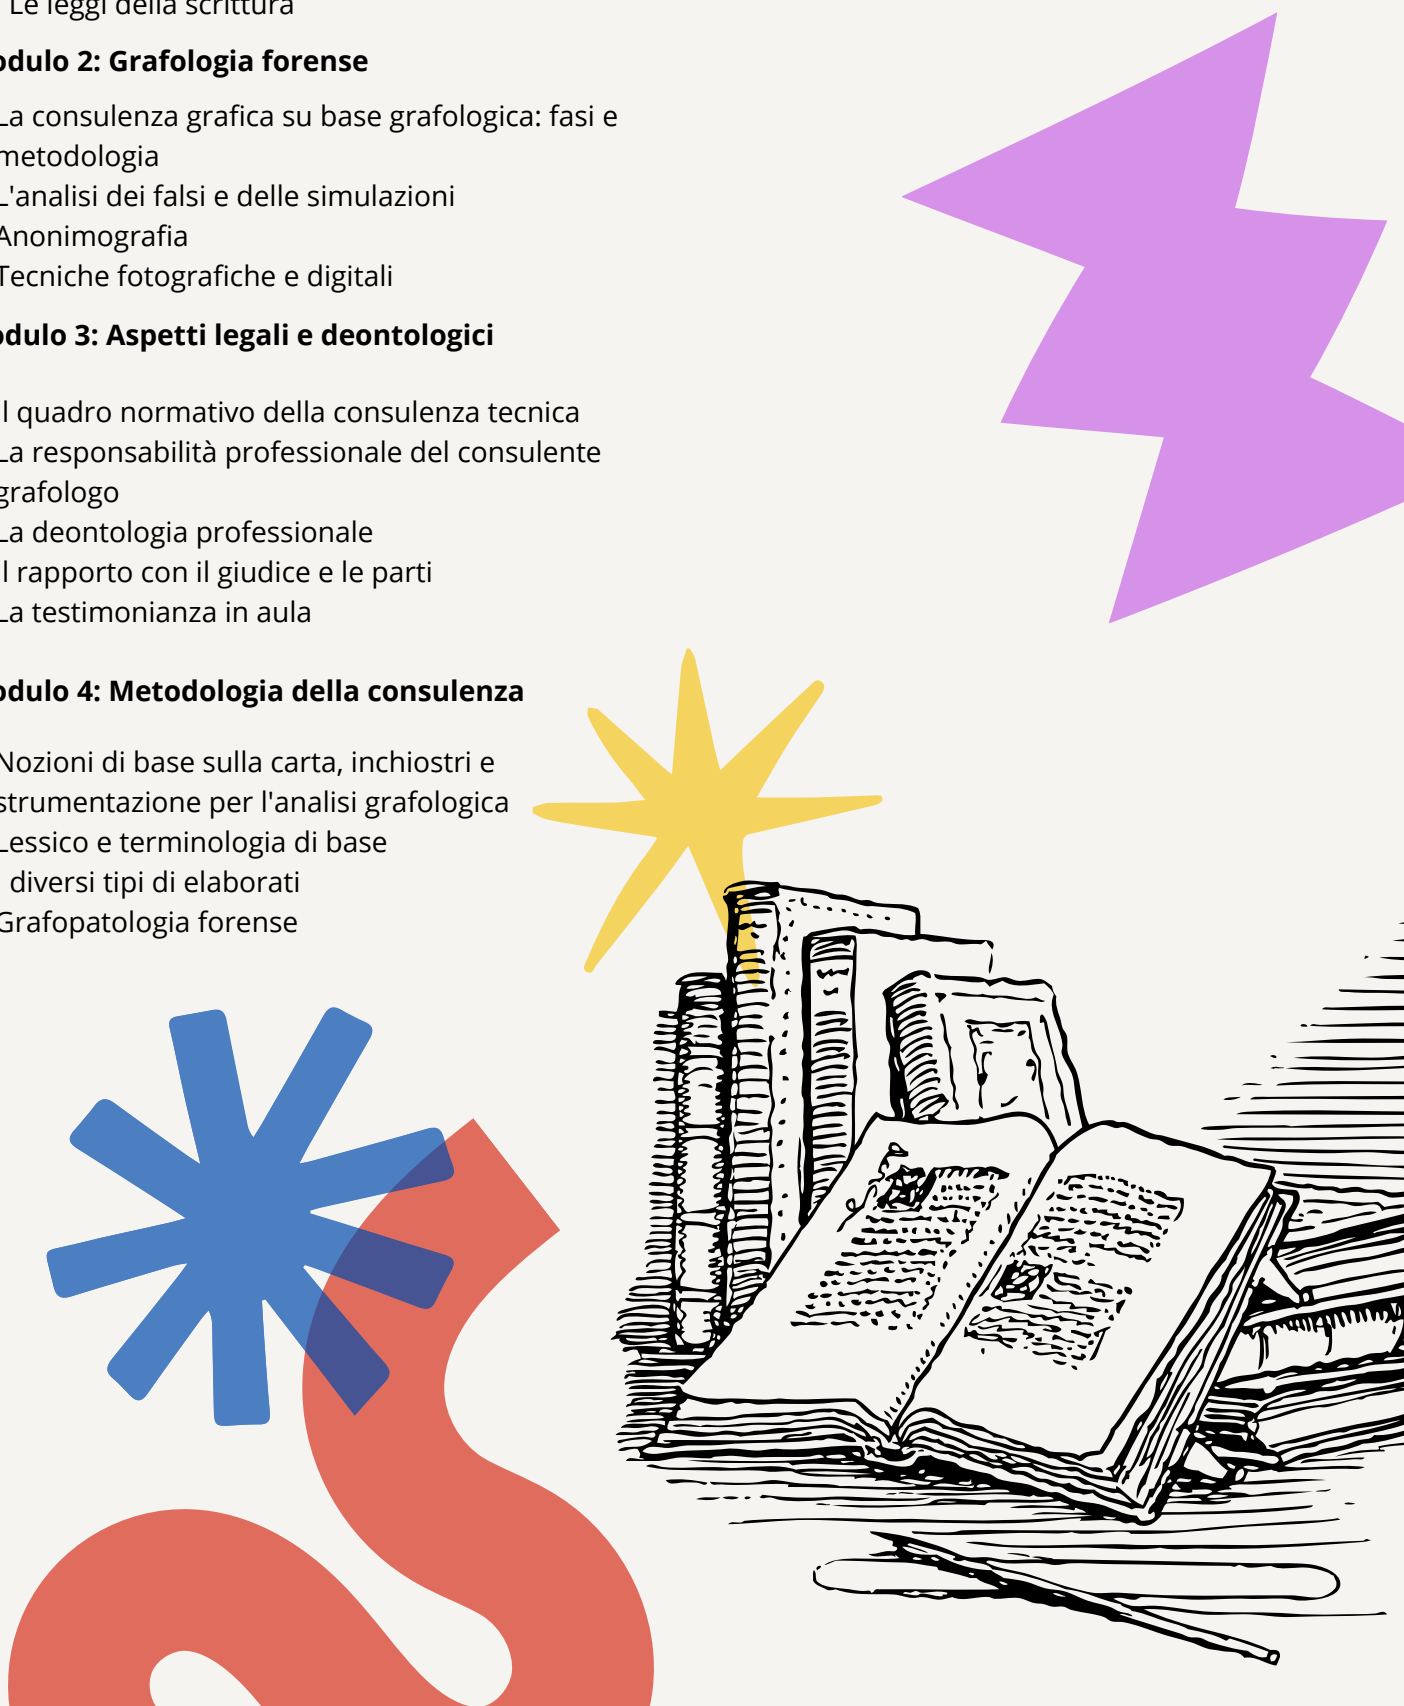 Le leggi della scrittura
odulo 2: Grafologia forense
La consulenza grafica su base grafologica: fasi e
metodologia
L'analisi dei falsi e delle simulazioni
Anonimografia
Tecniche fotografiche e digitali
odulo 3: Aspetti legali e deontologici
l quadro normativo della consulenza tecnica
La responsabilità professionale del consulente
grafologo
La deontologia professionale
l rapporto con il giudice e le parti
La testimonianza in aula
odulo 4: Metodologia della consulenza
Nozioni di base sulla carta, inchiostri e
strumentazione per l'analisi grafologica
Lessico e terminologia di base
diversi tipi di elaborati
Grafopatologia forense